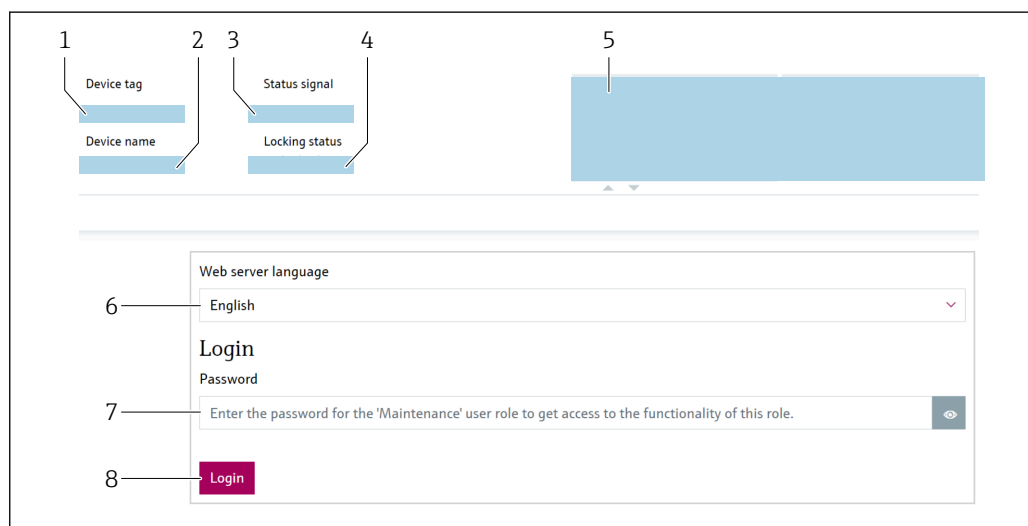 1 2 3 4 5
Device tag Status signal
Device name Locking status
Web server language
6 English
Login
Password
7 Enter the password for the 'Maintenance' user role to get access to the functionality of this role.
8 Login